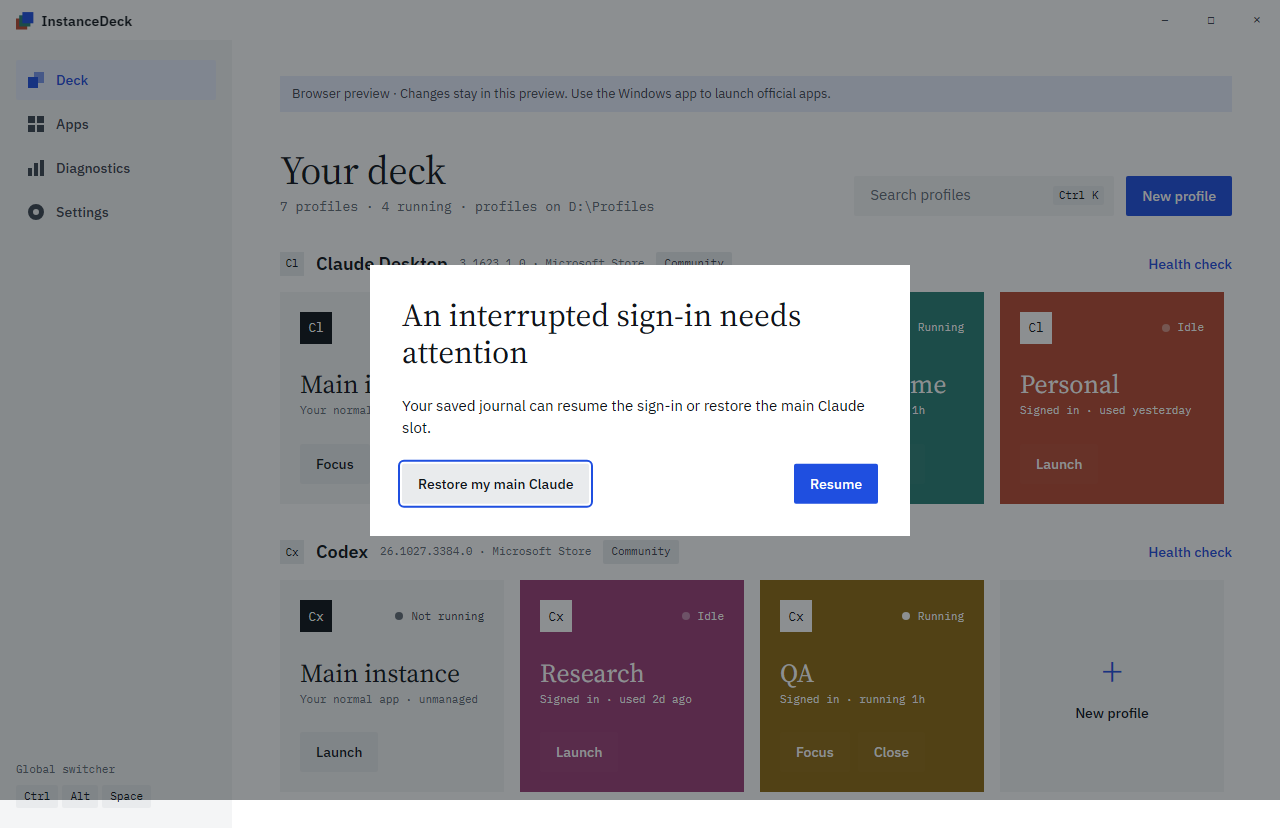 InstanceDeck
Deck
Apps
Diagnostics
Settings
Global switcher
Ctrl Alt Space
Browser preview · Changes stay in this preview. Use the Windows app to launch official apps.
Your deck
7 profiles · 4 running · profiles on D:\Profiles
Search profiles Ctrl K
New profile
Cl Claude Desktop 3.1623.1.0 · Microsoft Store Community Health check
Cl
Main i
Your normal
Focus
Running
me
1h
Cl Idle
Personal
Signed in · used yesterday
Launch
An interrupted sign-in needs
attention
Your saved journal can resume the sign-in or restore the main Claude
slot.
Restore my main Claude Resume
Cx Codex 26.1027.3384.0 · Microsoft Store Community Health check
Cx Not running
Main instance
Your normal app · unmanaged
Launch
Cx Idle
Research
Signed in · used 2d ago
Launch
Cx Running
QA
Signed in · running 1h
Focus Close
New profile